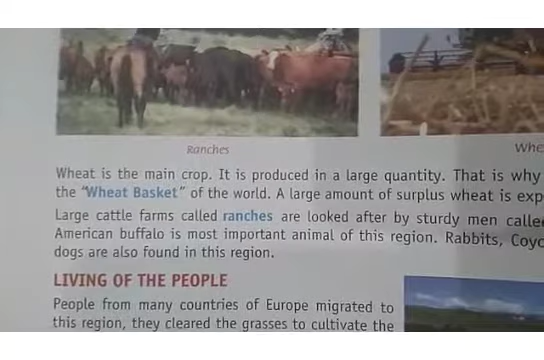 Ranches
Whe
Wheat is the main crop. It is produced in a large quantity. That is why
the "Wheat Basket" of the world. A large amount of surplus wheat is exp
Large cattle farms called ranches are looked after by sturdy men calle
American buffalo is most important animal of this region. Rabbits, Coyo
dogs are also found in this region.
LIVING OF THE PEOPLE
People from many countries of Europe migrated to
this region, they cleared the grasses to cultivate the